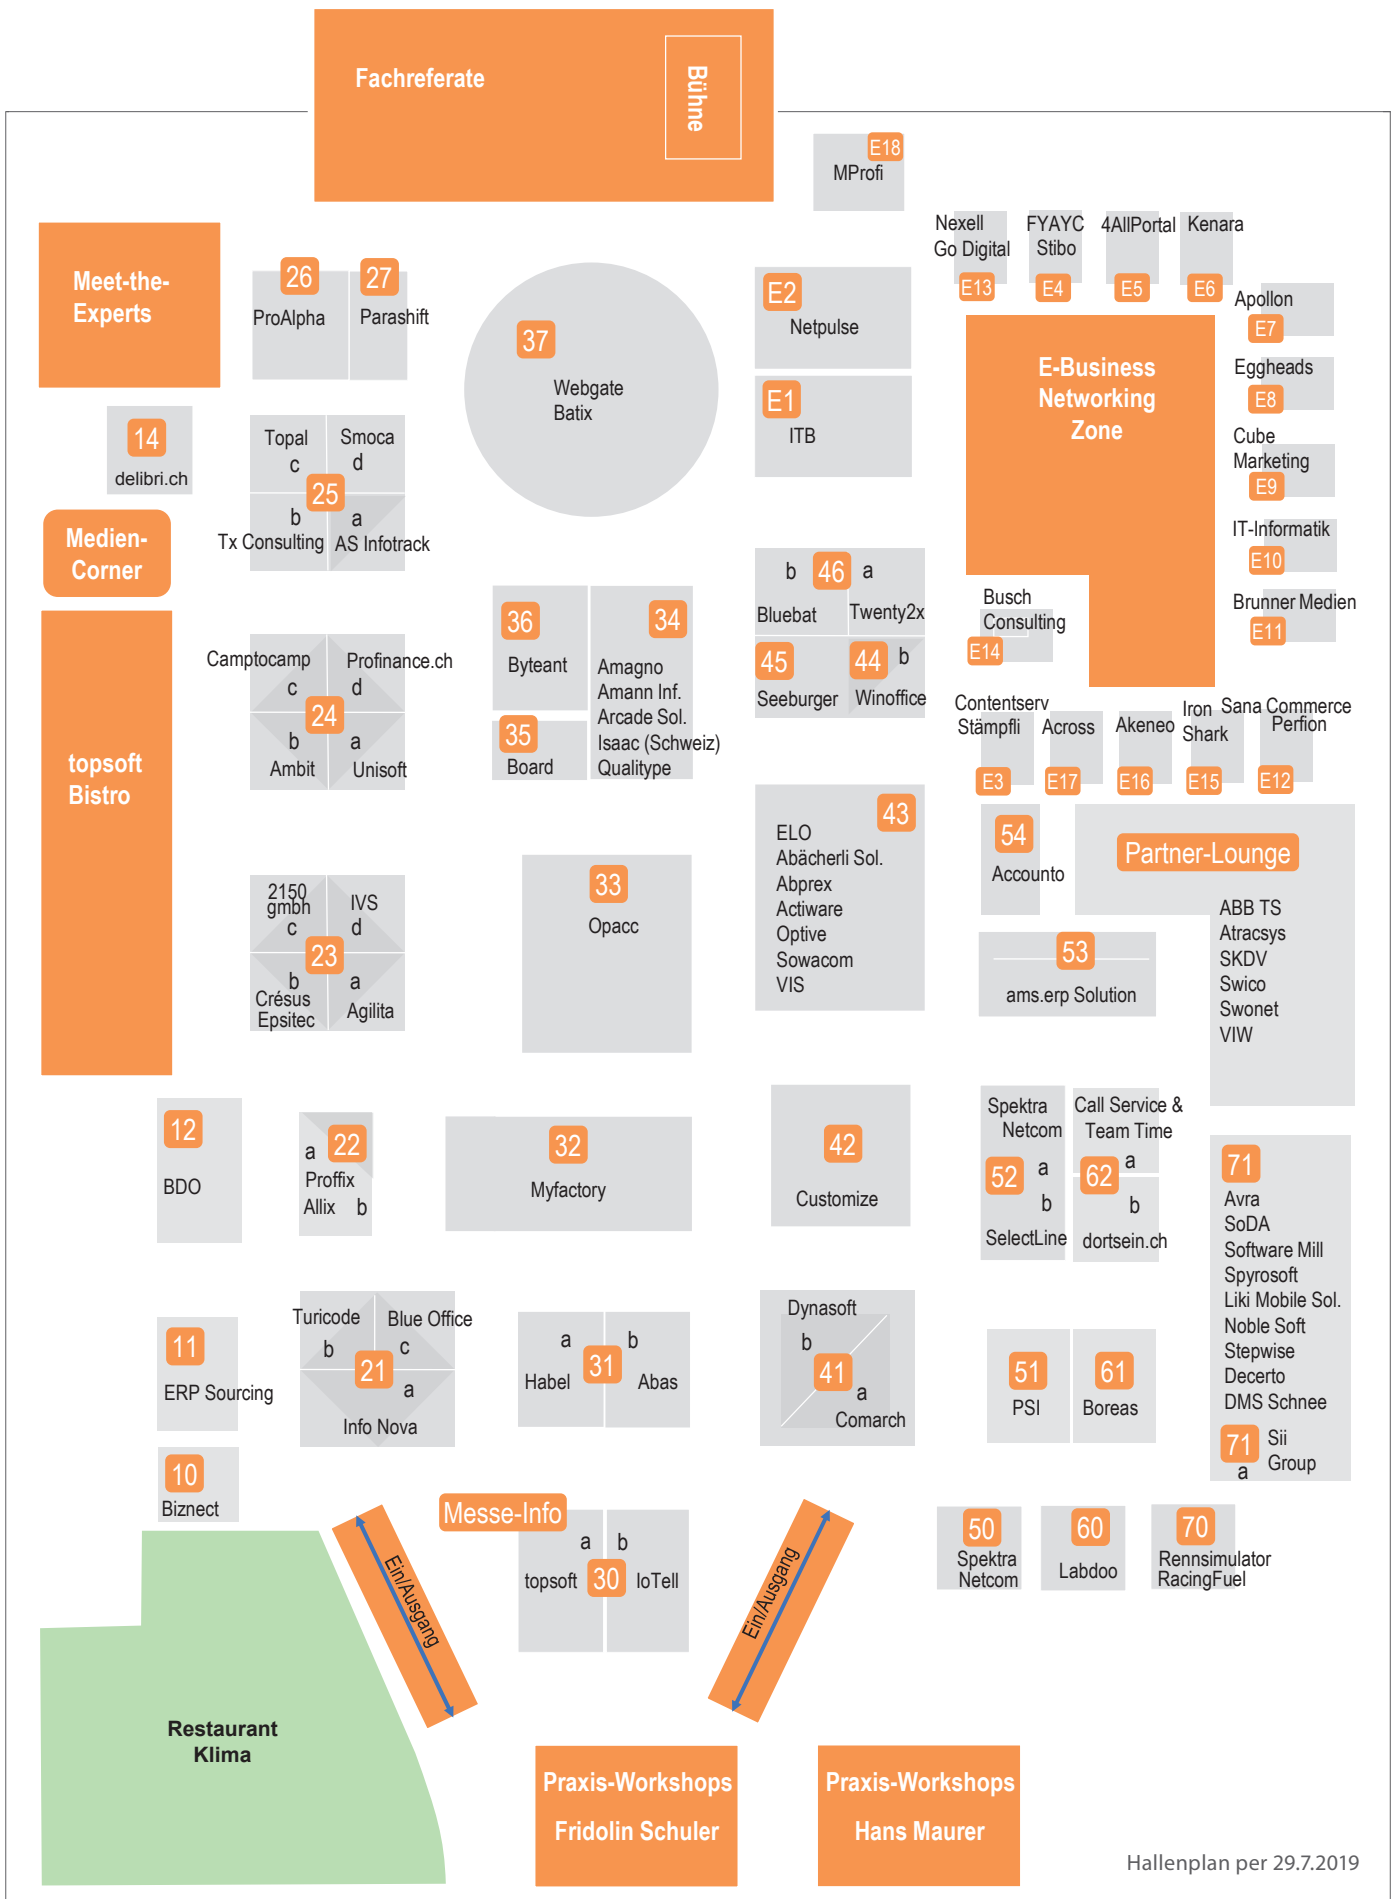 Fachreferate
Bühne
E18
MProfi
Nexell
Go Digital
E13
FYAYC
Stibo
E4
4AllPortal
E5
Kenara
E6
Meet-the-
Experts
26
ProAlpha
27
Parashift
37
Webgate
Batix
E2
Netpulse
E1
ITB
E-Business
Networking
Zone
Apollon
E7
Eggheads
E8
Cube
Marketing
E9
IT-Informatik
E10
Brunner Medien
E11
14
delibri.ch
Topal
c
Smoca
d
25
b
Tx Consulting
a
AS Infotrack
Medien-
Corner
topsoft
Bistro
36
Byteant
34
Amagno
Amann Inf.
Arcade Sol.
Isaac (Schweiz)
Qualitype
35
Board
b
46
a
Bluebat
Twenty2x
45
Seeburger
44
b
Winoffice
Busch
Consulting
E14
Camptocamp
c
Profinance.ch
d
24
b
Ambit
a
Unisoft
Contentserv
Stämpfli
E3
Across
E17
Akeneo
E16
Iron
Shark
E15
Sana Commerce
Perfion
E12
43
ELO
Abächerli Sol.
Abprex
Actiware
Optive
Sowacom
VIS
54
Accounto
Partner-Lounge
ABB TS
Atracsys
SKDV
Swico
Swonet
VIW
33
Opacc
2150
gmbh
c
IVS
d
23
b
Crésus
Epsitec
a
Agilita
53
ams.erp Solution
12
BDO
a
22
Proffix
Allix
b
32
Myfactory
42
Customize
Spektra
Netcom
52
a
b
SelectLine
Call Service &
Team Time
a
62
b
dortsein.ch
71
Avra
SoDA
Software Mill
Spyrosoft
Liki Mobile Sol.
Noble Soft
Stepwise
Decerto
DMS Schnee
71
a
Sii
Group
11
ERP Sourcing
Turicode
b
Blue Office
c
21
a
Info Nova
a
31
b
Habel
Abas
Dynasoft
b
41
a
Comarch
51
PSI
61
Boreas
10
Biznect
Messe-Info
a
b
topsoft
30
IoTell
Ein/Ausgang
Ein/Ausgang
50
Spektra
Netcom
60
Labdoo
70
Rennsimulator
RacingFuel
Restaurant
Klima
Praxis-Workshops
Fridolin Schuler
Praxis-Workshops
Hans Maurer
Hallenplan per 29.7.2019